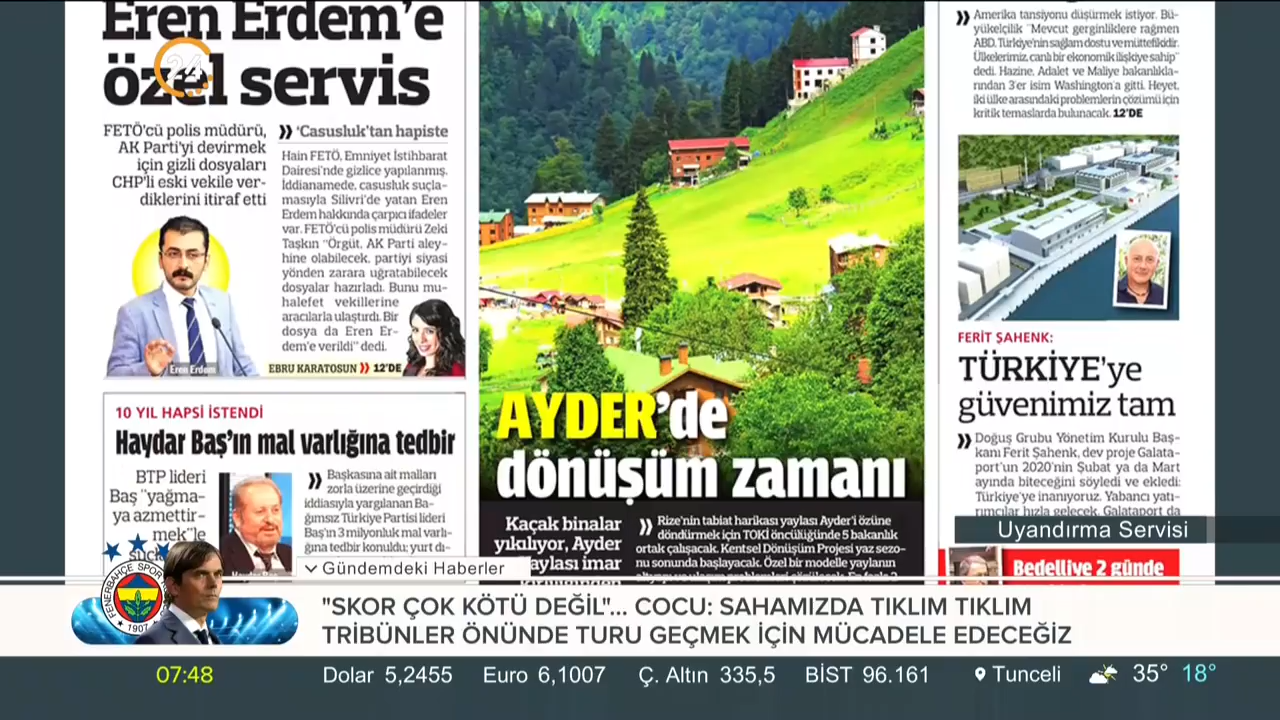 Eren Erdem'e
özel servis
24
FETÖ'cü polis müdürü,
AK Parti'yi devirmek
için gizli dosyaları
CHP'li eski vekile ver-
diklerini itiraf etti
'Casusluk'tan hapiste
Hain FETÖ, Emniyet İstihbarat
Dairesi'nde gizlice yapılanmış.
İddianamede, casusluk suçla-
masıyla Silivri'de yatan Eren
Erdem hakkında çarpıcı ifadeler
var. FETÖ'cü polis müdürü Zeki
Taşkın "Örgüt, AK Parti aley-
hine olabilecek, partiyi siyasi
yönden zarara uğratabilecek
dosyalar hazırladı. Bunu mu-
halefet vekillerine
aracılarla ulaştırdı. Bir
dosya da Eren Er-
dem'e verildi" dedi.
Eren Erdem
EBRU KARATOSUN 12'DE
10 YIL HAPSİ İSTENDİ
Haydar Baş'ın mal varlığına tedbir
BTP lideri
Baş "yağma-
ya azmettir-
mek"le
Başkasına ait malları
zorla üzerine geçirdiği
iddiasıyla yargılanan Ba-
ğımsız Türkiye Partisi lideri
Baş'ın 3 milyonluk mal varlı-
ğına tedbir konuldu; yurt dı-
AYDER'de
dönüşüm zamanı
Kaçak binalar
yıkılıyor, Ayder
Yaylası imar
Rize'nin tabiat harikası yaylası Ayder'i özüne
döndürmek için TOKİ öncülüğünde 5 bakanlık
ortak çalışacak. Kentsel Dönüşüm Projesi yaz sezo-
nu sonunda başlayacak. Özel bir modelle yaylanın
Amerika tansiyonu düşürmek istiyor. Bü-
yükelçilik "Mevcut gerginliklere rağmen
ABD, Türkiye'nin sağlam dostu ve müttefikidir.
Ülkelerimiz, canlı bir ekonomik ilişkiye sahip"
dedi. Hazine, Adalet ve Maliye bakanlıkla-
rından 3'er isim Washington'a gitti. Heyet,
iki ülke arasındaki problemlerin çözümü için
kritik temaslarda bulunacak. 12'DE
FERİT ŞAHENK:
TÜRKİYE'ye
güvenimiz tam
Doğuş Grubu Yönetim Kurulu Baş-
kanı Ferit Şahenk, dev proje Galata-
port'un 2020'nin Şubat ya da Mart
ayında biteceğini söyledi ve ekledi:
Türkiye'ye inanıyoruz. Yabancı yatı-
rımcılar hızla gelecek. Galataport da
Uyandırma Servisi
Bedelliye 2 günde
Gündemdeki Haberler
FENERBAHÇE SPOR
1907
"SKOR ÇOK KÖTÜ DEĞİL"... COCU: SAHAMIZDA TIKLIM TIKLIM
TRİBÜNLER ÖNÜNDE TURU GEÇMEK İÇİN MÜCADELE EDECEĞİZ
07:48 Dolar 5,2455 Euro 6,1007 Ç. Altın 335,5 BİST 96.161 Tunceli 35° 18°